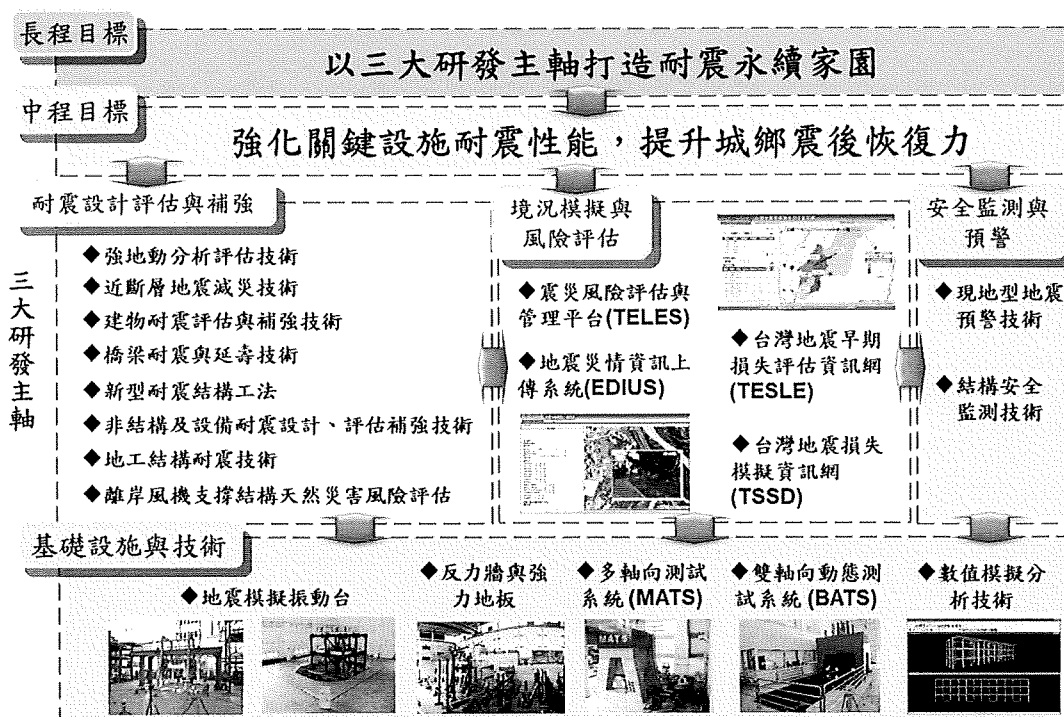 長程目標
以三大研發主軸打造耐震永續家園
中程目標
強化關鍵設施耐震性能，提升城鄉震後恢復力
三大研發主軸
耐震設計評估與補強
◆強地動分析評估技術
◆近斷層地震減災技術
◆建物耐震評估與補強技術
◆橋梁耐震與延壽技術
◆新型耐震結構工法
◆非結構及設備耐震設計、評估補強技術
◆地工結構耐震技術
◆離岸風機支撐結構天然災害風險評估
境況模擬與
風險評估
◆震災風險評估與
管理平台(TELES)
◆地震災情資訊上
傳系統(EDIUS)
◆台灣地震早期
損失評估資訊網
(TESLE)
◆台灣地震損失
模擬資訊網
(TSSD)
安全監測與
預警
◆現地型地震
預警技術
◆結構安全
監測技術
基礎設施與技術
◆地震模擬振動台
◆反力牆與強
力地板
◆多軸向測試
系統(MATS)
◆雙軸向動態測
試系統(BATS)
◆數值模擬分
析技術
MATS